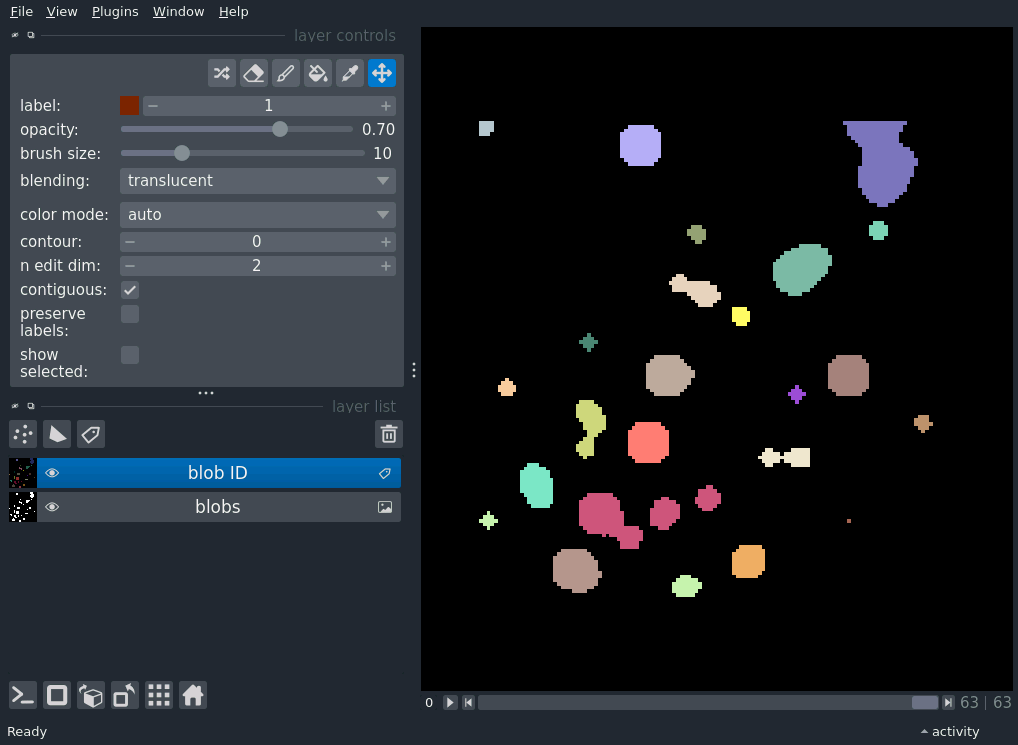 File View Plugins Window Help
layer controls
label: 1
opacity: 0.70
brush size: 10
blending: translucent
color mode: auto
contour: 0
n edit dim: 2
contiguous:
preserve
labels:
show
selected:
layer list
blob ID
blobs
0 63 | 63
Ready activity